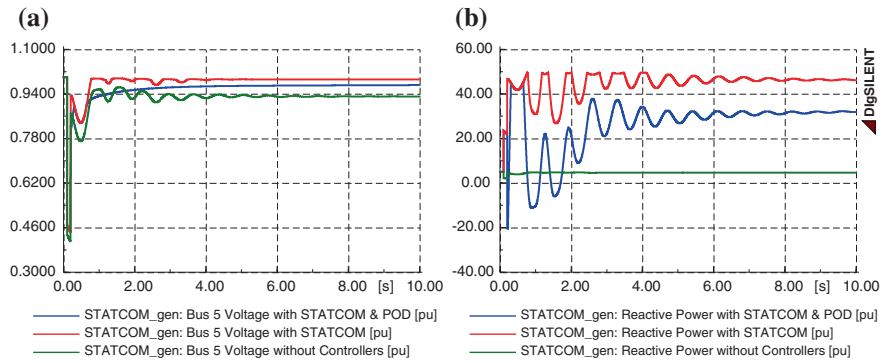 (a)
1.1000
0.9400
0.7800
0.6200
0.4600
0.3000
0.00
2.00
4.00
6.00
[s]
8.00
10.00
STATCOM_gen: Bus 5 Voltage with STATCOM & POD [pu]
STATCOM_gen: Bus 5 Voltage with STATCOM [pu]
STATCOM_gen: Bus 5 Voltage without Controllers [pu]
(b)
60.00
40.00
20.00
0.00
-20.00
-40.00
0.00
2.00
4.00
6.00
[s]
8.00
10.00
STATCOM_gen: Reactive Power with STATCOM & POD [pu]
STATCOM_gen: Reactive Power with STATCOM [pu]
STATCOM_gen: Reactive Power without Controllers [pu]
DIgSILENT